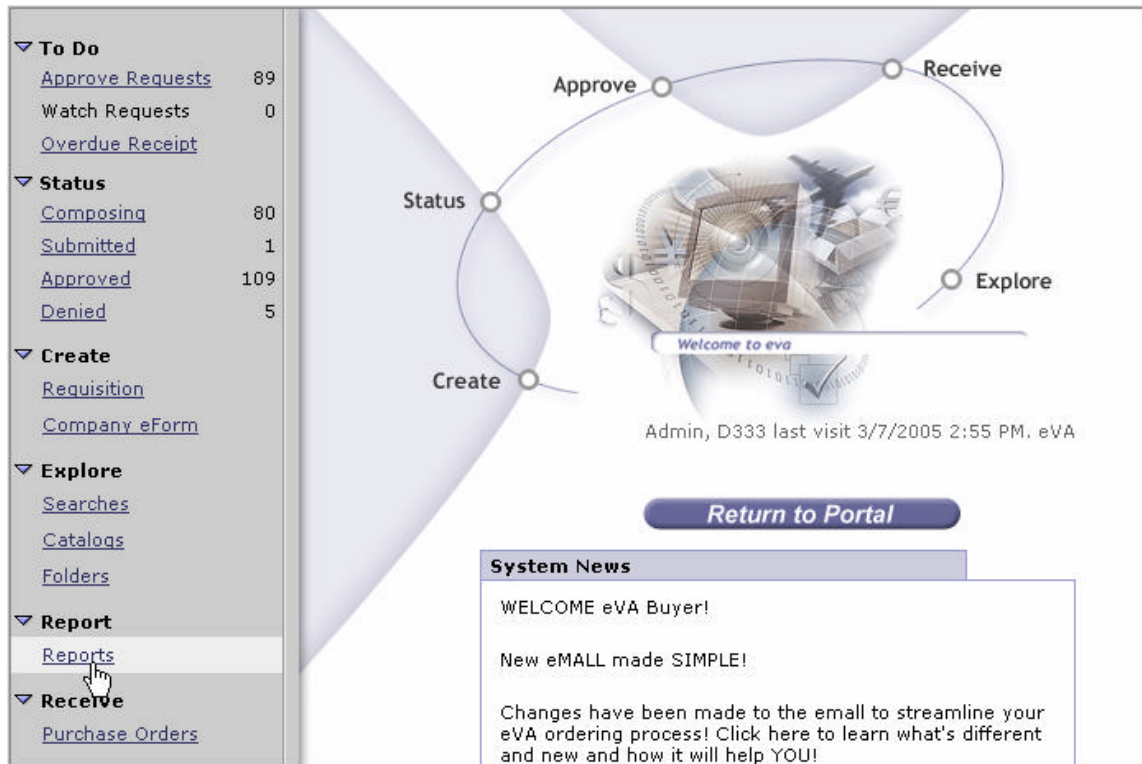 To Do
Approve Requests 89
Watch Requests 0
Overdue Receipt
Status
Composing 80
Submitted 1
Approved 109
Denied 5
Create
Requisition
Company eForm
Explore
Searches
Catalogs
Folders
Report
Reports
Receive
Purchase Orders
Approve
Receive
Status
Explore
Create
Welcome to eva
Admin, D333 last visit 3/7/2005 2:55 PM. eVA
Return to Portal
System News
WELCOME eVA Buyer!
New eMALL made SIMPLE!
Changes have been made to the emall to streamline your
eVA ordering process! Click here to learn what's different
and new and how it will help YOU!